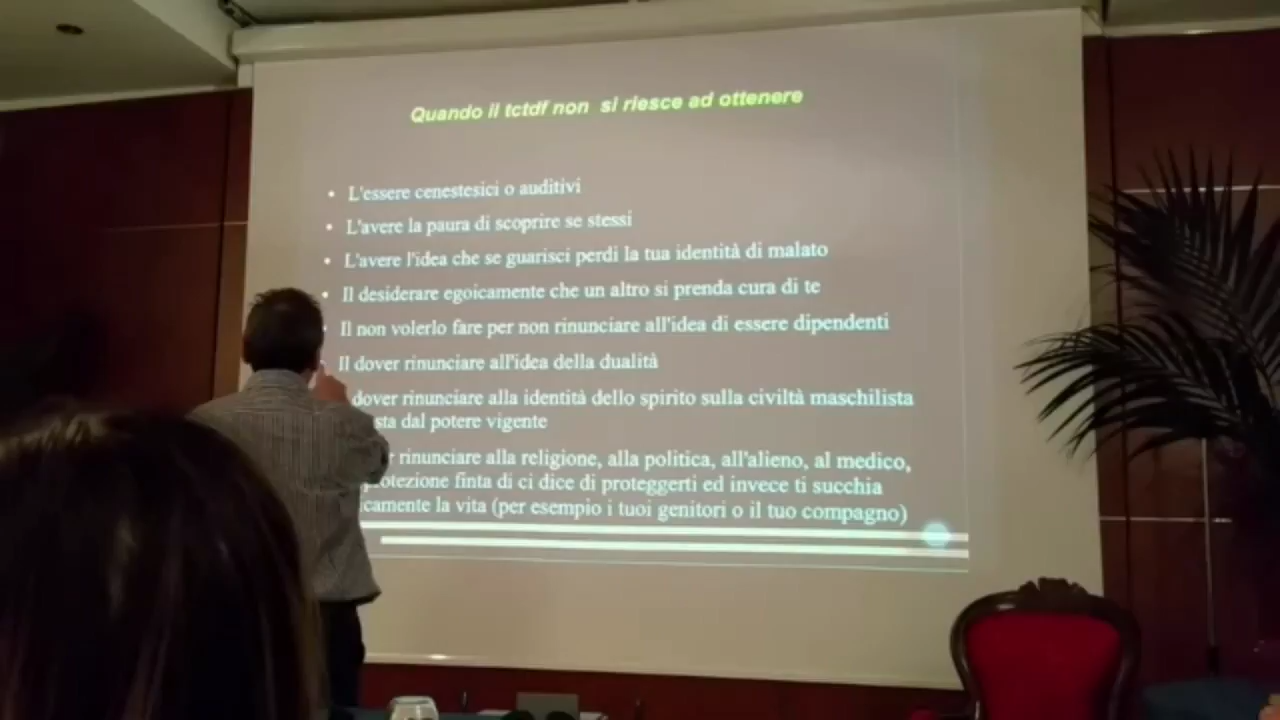 Quando il tctdf non si riesce ad ottenere
• L'essere cenestesici o auditivi
• L'avere la paura di scoprire se stessi
• L'avere l'idea che se guarisci perdi la tua identità di malato
• Il desiderare egoicamente che un altro si prenda cura di te
• Il non volerlo fare per non rinunciare all'idea di essere dipendenti
Il dover rinunciare all'idea della dualità
dover rinunciare alla identità dello spirito sulla civiltà maschilista
dal potere vigente
rinunciare alla religione, alla politica, all'alieno, al medico,
protezione finta di ci dice di proteggerti ed invece ti succhia
la vita (per esempio i tuoi genitori o il tuo compagno)